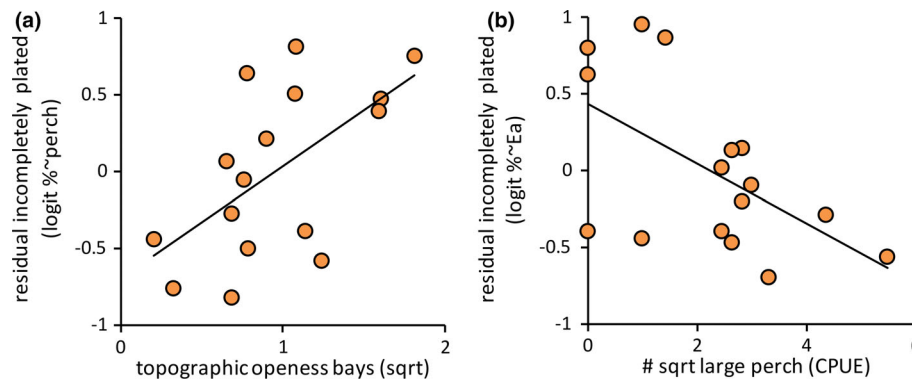 (a)
residual incompletely plated
(logit %~perch)
1
0.5
0
-0.5
-1
0
1
2
topographic openess bays (sqrt)
(b)
residual incompletely plated
(logit %~Ea)
1
0.5
0
-0.5
-1
0
2
4
# sqrt large perch (CPUE)